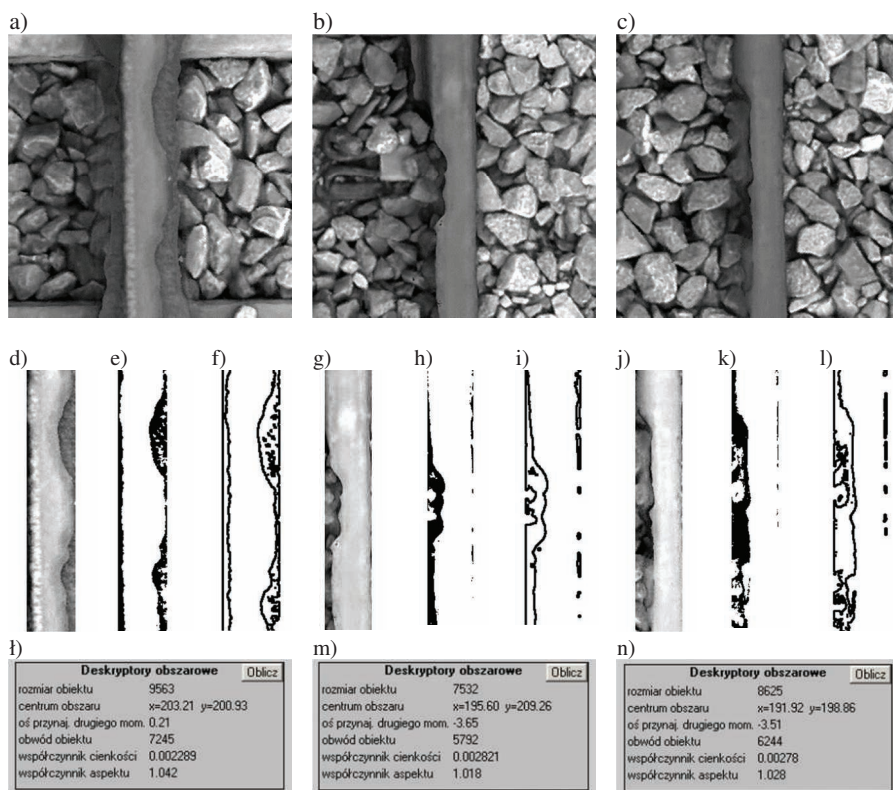 a) b) c)
d) e) f) g) h) i) j) k) l)
ł) m) n)
Deskryptory obszarowe Oblicz
rozmiar obiektu 9563
centrum obszaru x=203.21 y=200.93
oś przynaj. drugiego mom. 0.21
obwód obiektu 7245
współczynnik cienkości 0.002289
współczynnik aspektu 1.042
Deskryptory obszarowe Oblicz
rozmiar obiektu 7532
centrum obszaru x=195.60 y=209.26
oś przynaj. drugiego mom. -3.65
obwód obiektu 5792
współczynnik cienkości 0.002821
współczynnik aspektu 1.018
Deskryptory obszarowe Oblicz
rozmiar obiektu 8625
centrum obszaru x=191.92 y=198.86
oś przynaj. drugiego mom. -3.51
obwód obiektu 6244
współczynnik cienkości 0.00278
współczynnik aspektu 1.028